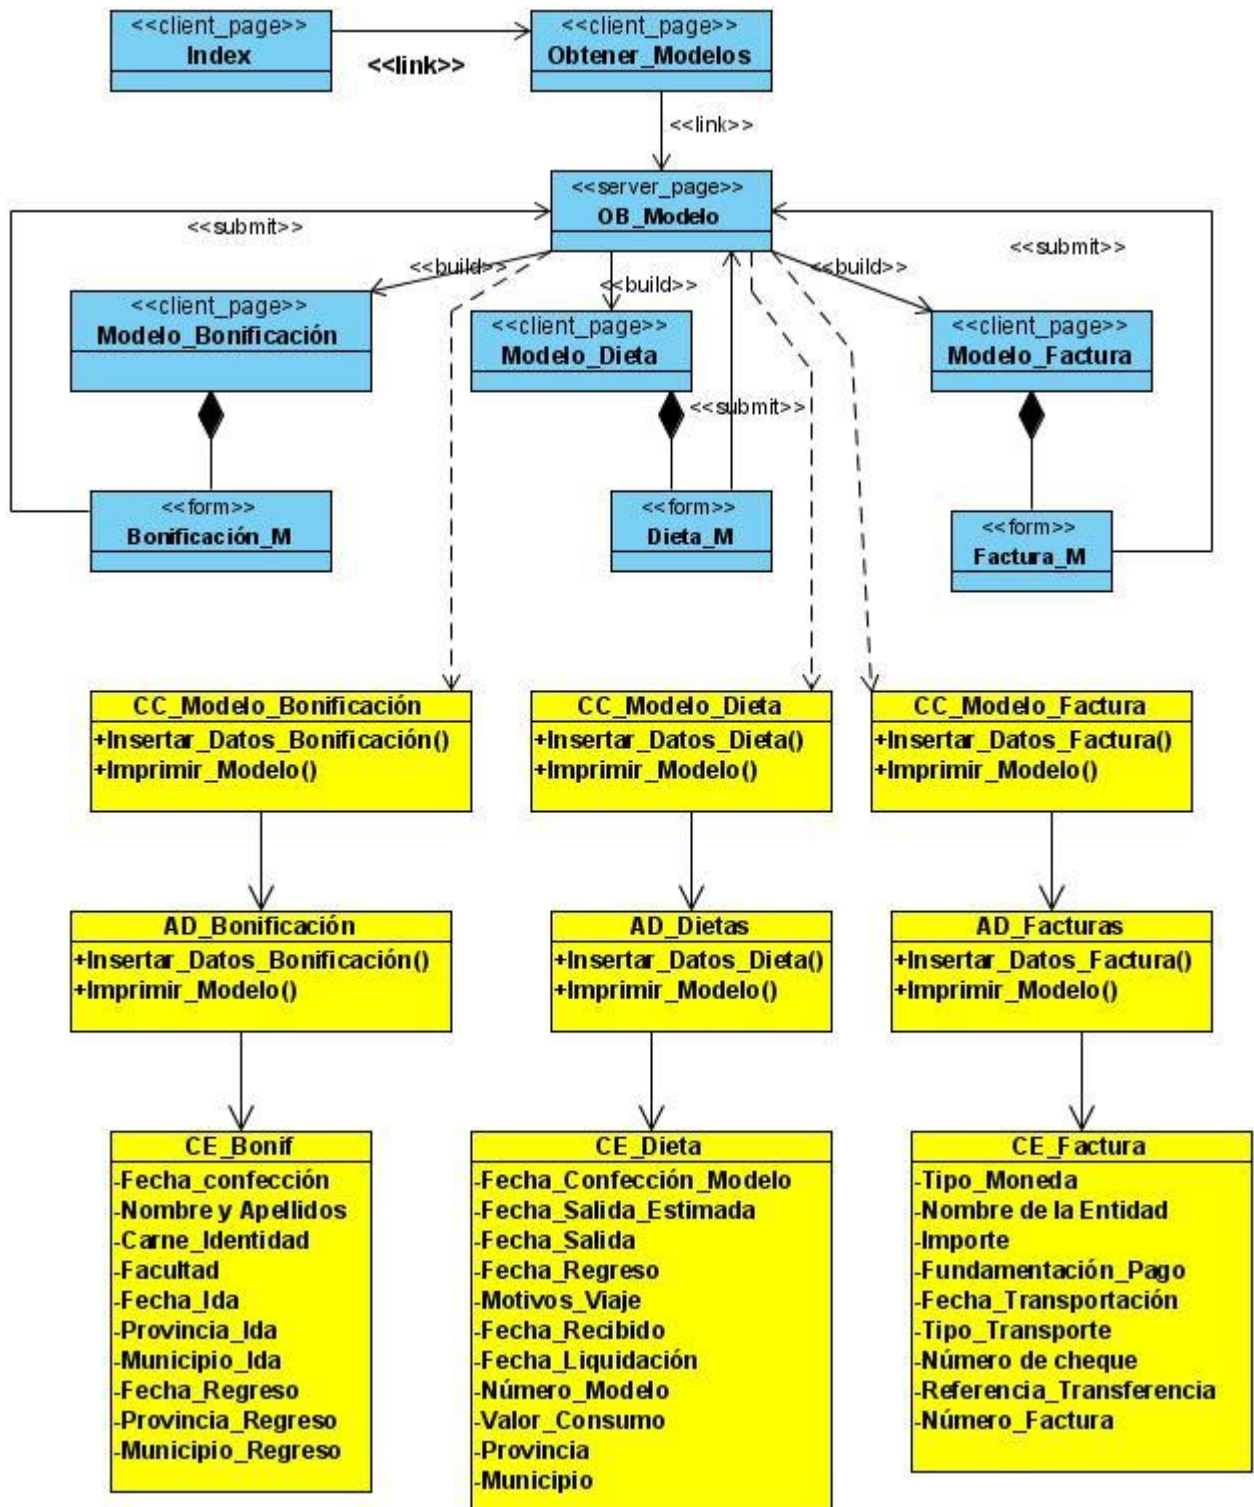 <<client_page>>
Index
<<link>>
<<client_page>>
Obtener_Modelos
<<link>>
<<server_page>>
OB_Modelo
<<submit>>
<<submit>>
<<build>>
<<build>>
<<build>>
<<client_page>>
Modelo_Bonificación
<<client_page>>
Modelo_Dieta
<<client_page>>
Modelo_Factura
<<submit>>
<<form>>
Bonificación_M
<<form>>
Dieta_M
<<form>>
Factura_M
CC_Modelo_Bonificación
+Insertar_Datos_Bonificación()
+Imprimir_Modelo()
CC_Modelo_Dieta
+Insertar_Datos_Dieta()
+Imprimir_Modelo()
CC_Modelo_Factura
+Insertar_Datos_Factura()
+Imprimir_Modelo()
AD_Bonificación
+Insertar_Datos_Bonificación()
+Imprimir_Modelo()
AD_Dietas
+Insertar_Datos_Dieta()
+Imprimir_Modelo()
AD_Facturas
+Insertar_Datos_Factura()
+Imprimir_Modelo()
CE_Bonif
-Fecha_confección
-Nombre y Apellidos
-Carne_Identidad
-Facultad
-Fecha_Ida
-Provincia_Ida
-Municipio_Ida
-Fecha_Regreso
-Provincia_Regreso
-Municipio_Regreso
CE_Dieta
-Fecha_Confección_Modelo
-Fecha_Salida_Estimada
-Fecha_Salida
-Fecha_Regreso
-Motivos_Viaje
-Fecha_Recibido
-Fecha_Liquidación
-Número_Modelo
-Valor_Consumo
-Provincia
-Municipio
CE_Factura
-Tipo_Moneda
-Nombre de la Entidad
-Importe
-Fundamentación_Pago
-Fecha_Transportación
-Tipo_Transporte
-Número de cheque
-Referencia_Transferencia
-Número_Factura